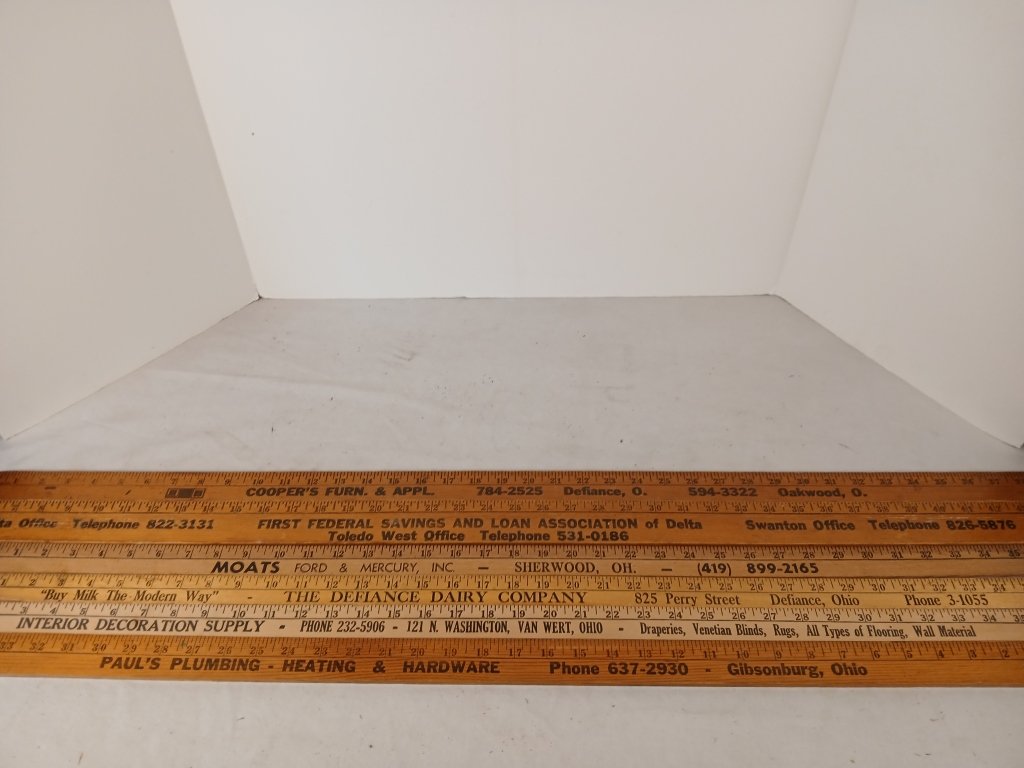 COOPER'S FURN. & APPL. 784-2525 Defiance, O. 594-3322 Oakwood, O.
Office Telephone 822-3131 FIRST FEDERAL SAVINGS AND LOAN ASSOCIATION of Delta Swanton Office Telephone 826-5876
Toledo West Office Telephone 531-0186
MOATS FORD & MERCURY, INC. — SHERWOOD, OH. — (419) 899-2165
"Buy Milk The Modern Way" - THE DEFIANCE DAIRY COMPANY 825 Perry Street Defiance, Ohio Phone 3-1055
INTERIOR DECORATION SUPPLY - PHONE 232-5906 - 121 N. WASHINGTON, VAN WERT, OHIO - Draperies, Venetian Blinds, Rugs, All Types of Flooring, Wall Material
PAUL'S PLUMBING - HEATING & HARDWARE Phone 637-2930 - Gibsonburg, Ohio